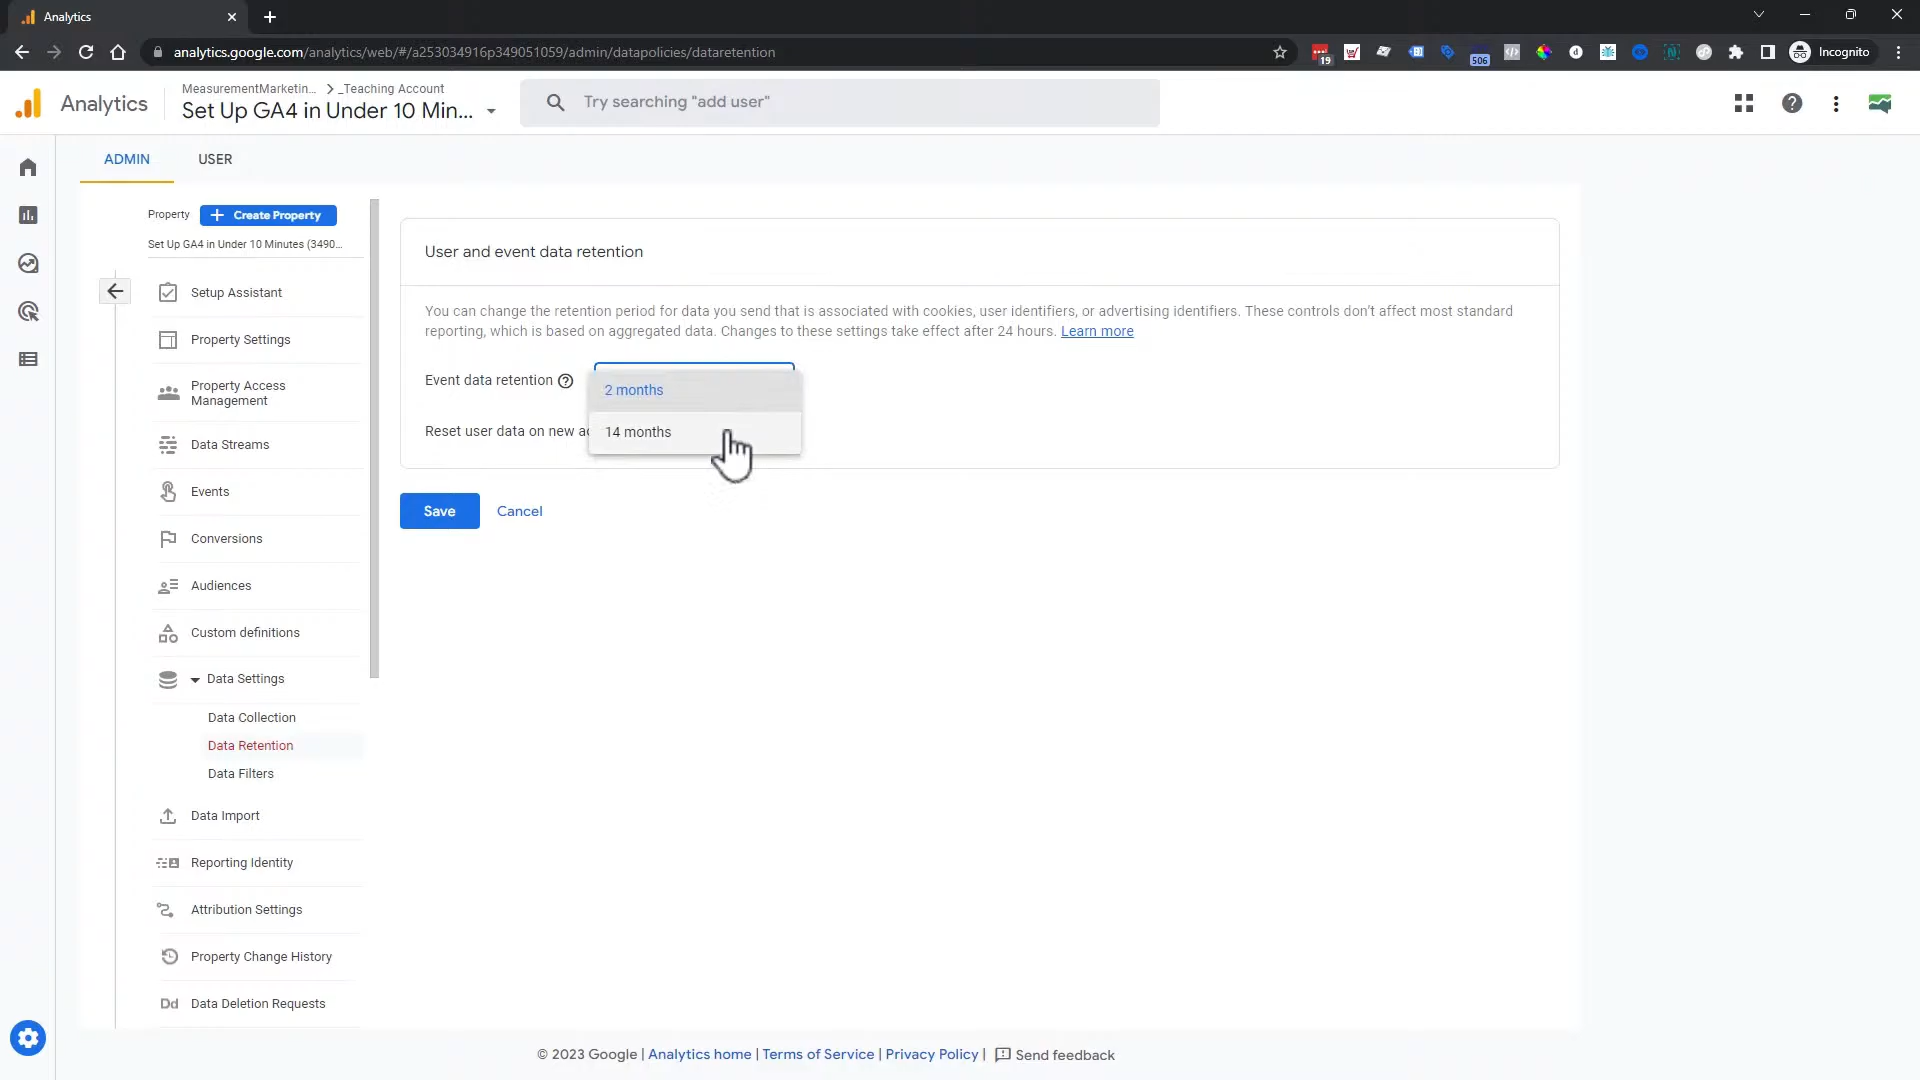 Analytics
analytics.google.com/analytics/web/#/a253034916p349051059/admin/datapolicies/dataretention
19
506
Incognito
Analytics
MeasurementMarketin... > _Teaching Account
Set Up GA4 in Under 10 Min...
Try searching "add user"
ADMIN
USER
Property
Create Property
Set Up GA4 in Under 10 Minutes (3490...
Setup Assistant
Property Settings
Property Access
Management
Data Streams
Events
Conversions
Audiences
Custom definitions
Data Settings
Data Collection
Data Retention
Data Filters
Data Import
Reporting Identity
Attribution Settings
Property Change History
Dd Data Deletion Requests
User and event data retention
You can change the retention period for data you send that is associated with cookies, user identifiers, or advertising identifiers. These controls don't affect most standard
reporting, which is based on aggregated data. Changes to these settings take effect after 24 hours. Learn more
Event data retention
2 months
14 months
Reset user data on new
Save
Cancel
© 2023 Google | Analytics home | Terms of Service | Privacy Policy | Send feedback